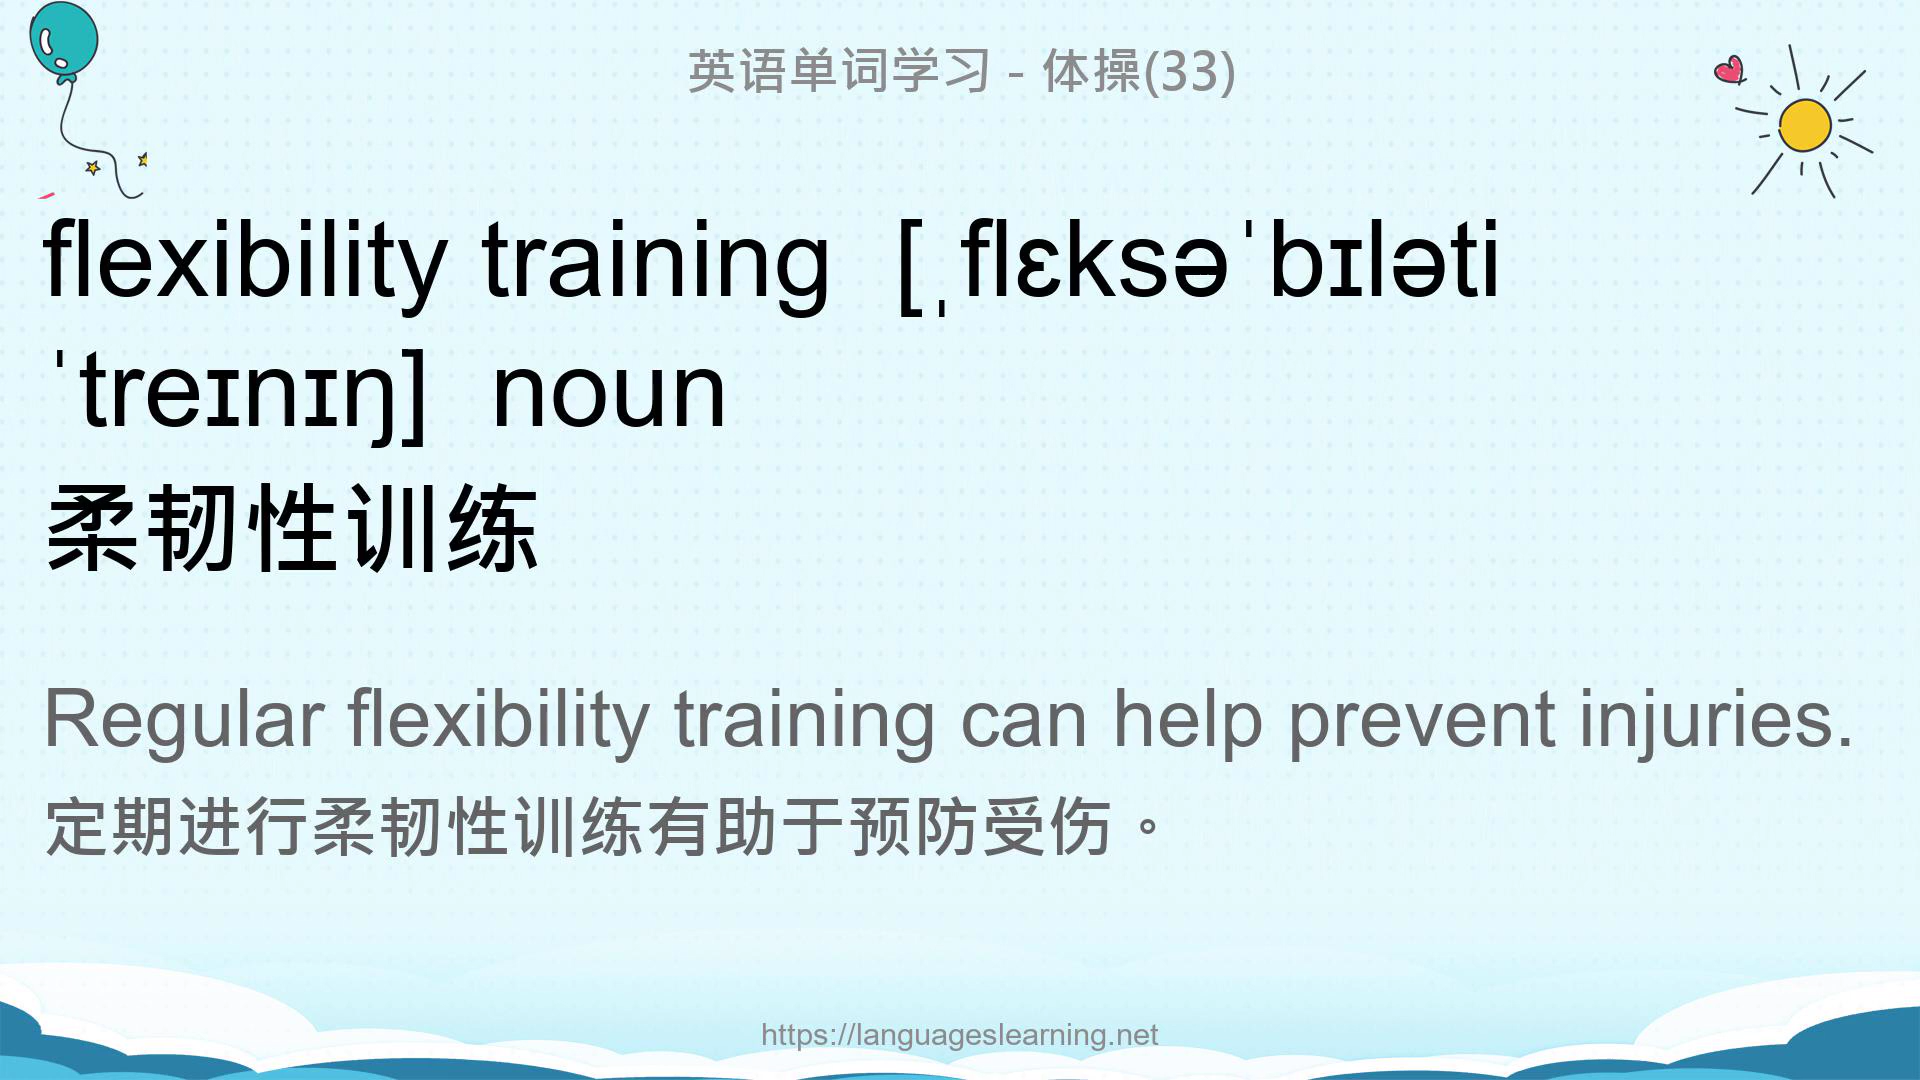 英语单词学习 - 体操(33)
flexibility training [ˌflɛksəˈbɪləti
ˈtreɪnɪŋ] noun
柔韧性训练
Regular flexibility training can help prevent injuries.
定期进行柔韧性训练有助于预防受伤。
https://languageslearning.net